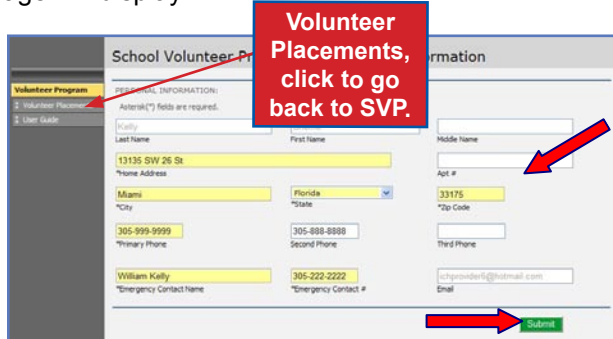 Volunteer
Placements,
click to go
back to SVP.
School Volunteer Pr
rmation
Volunteer Program
Volunteer Placemen
User Guide
PERSONAL INFORMATION:
Asterisk(*) fields are required.
Kelly
Last Name First Name Middle Name
13135 SW 26 St
*Home Address Apt #
Miami Florida 33175
*City *State *Zip Code
305-999-9999 305-888-8888
*Primary Phone Second Phone Third Phone
William Kelly 305-222-2222 ichprovider6@hotmail.com
*Emergency Contact Name *Emergency Contact # Email
Submit